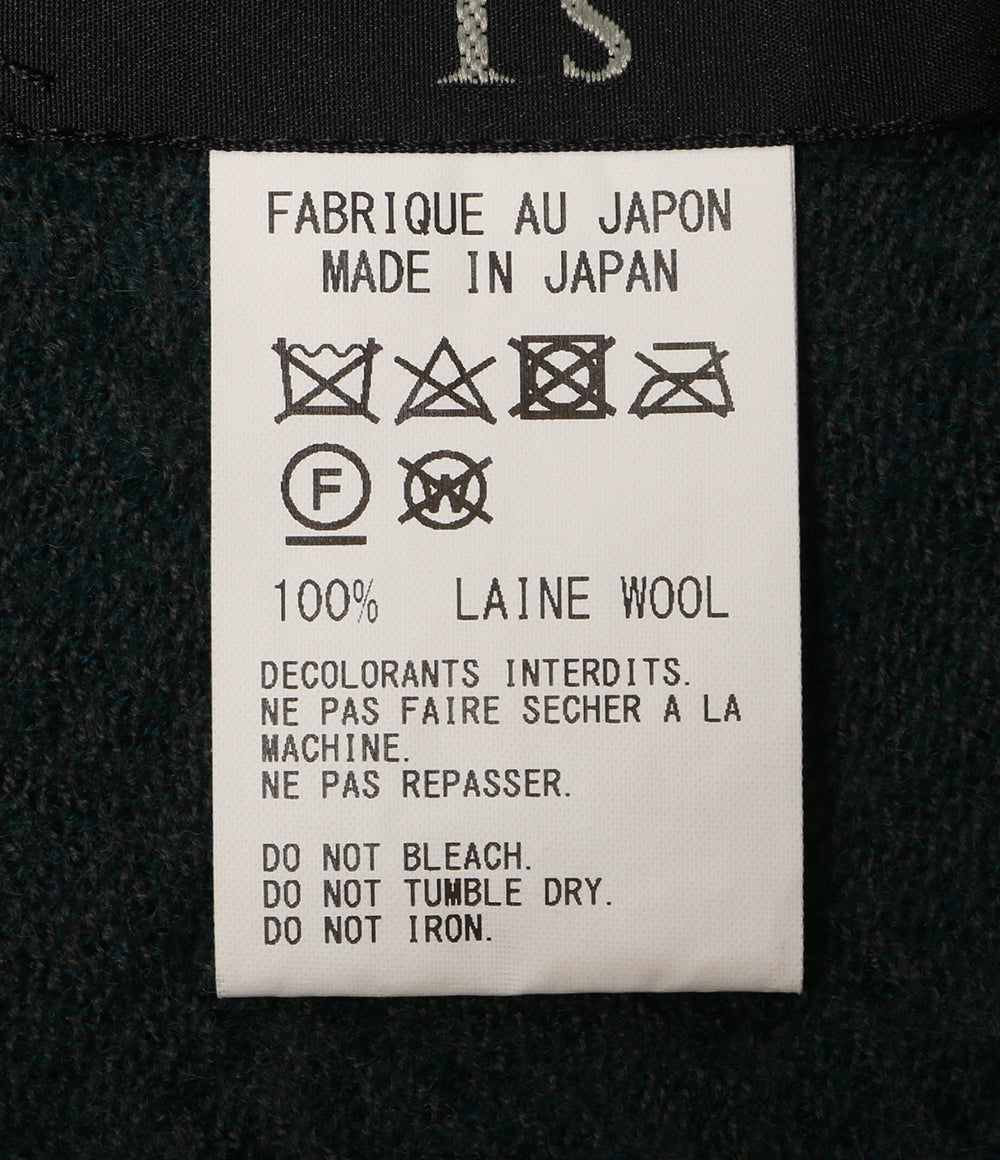 FABRIQUE AU JAPON
MADE IN JAPAN
F W
100% LAINE WOOL
DECOLORANTS INTERDITS.
NE PAS FAIRE SECHER A LA
MACHINE.
NE PAS REPASSER.
DO NOT BLEACH.
DO NOT TUMBLE DRY.
DO NOT IRON.